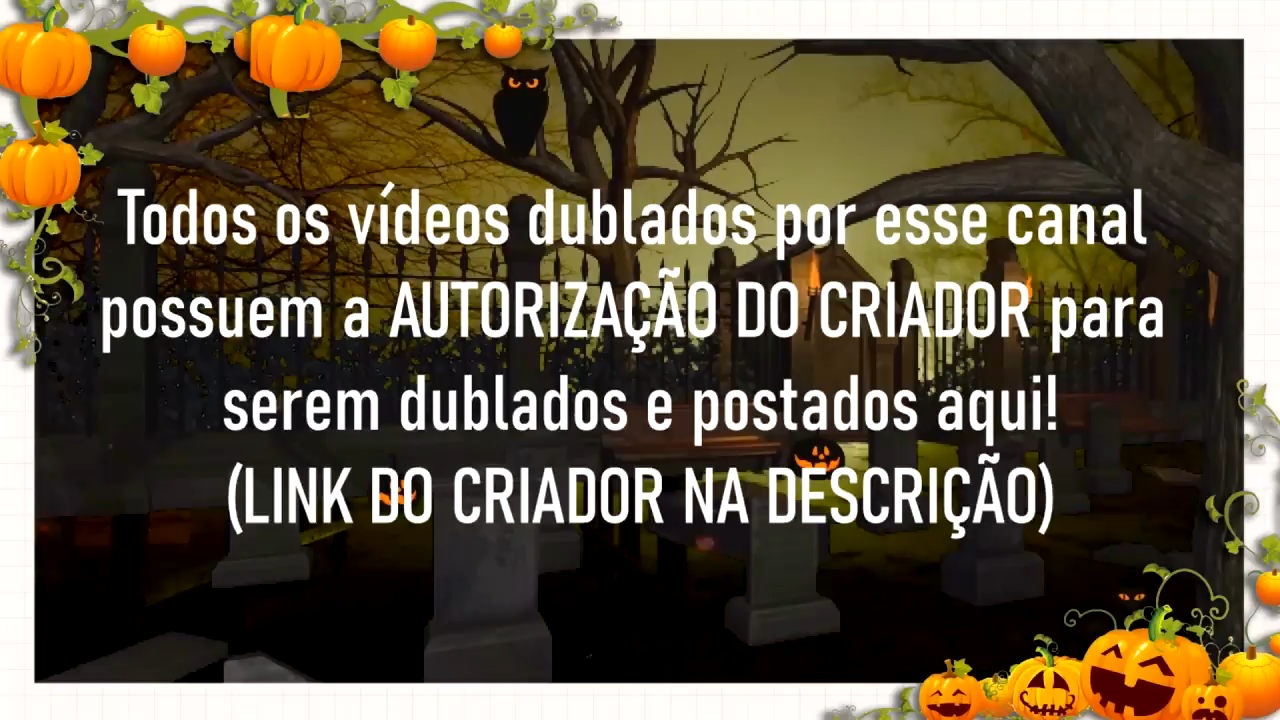 Todos os vídeos dublados por esse canal
possuem a AUTORIZAÇÃO DO CRIADOR para
serem dublados e postados aqui!
(LINK DO CRIADOR NA DESCRIÇÃO)